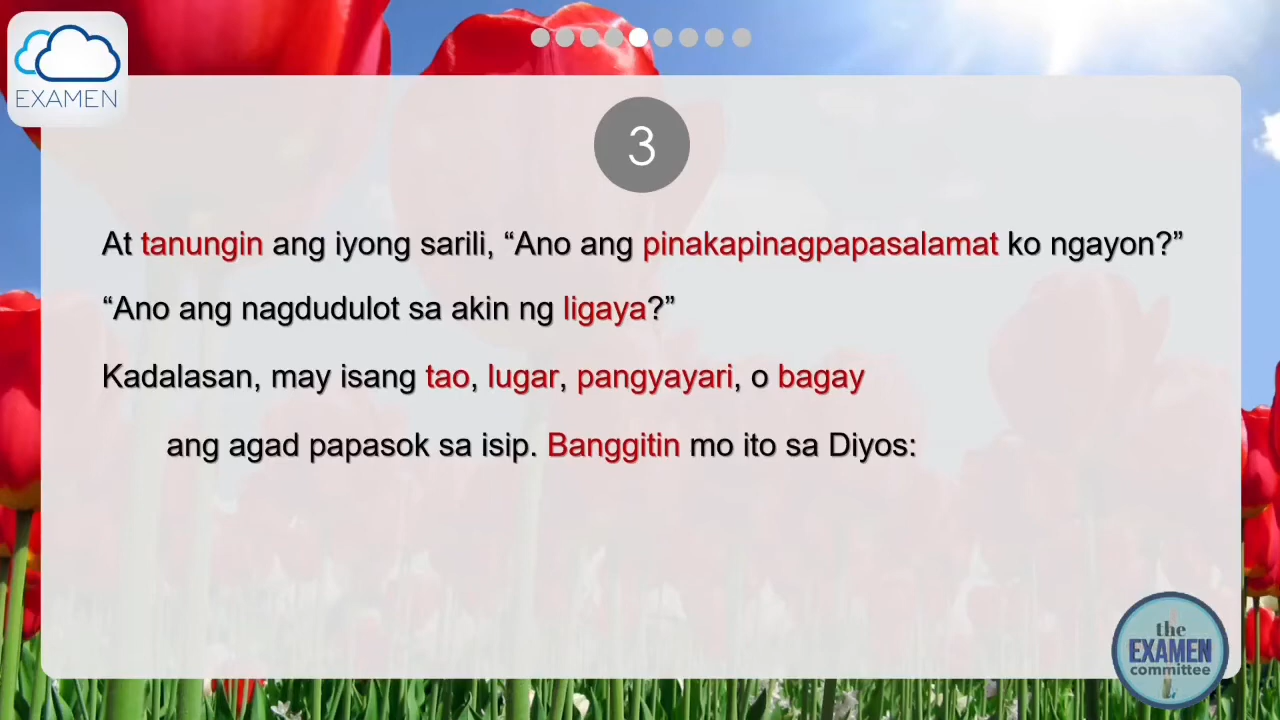 EXAMEN
3
At tanungin ang iyong sarili, “Ano ang pinakapinagpapasalamat ko ngayon?”
“Ano ang nagdudulot sa akin ng ligaya?”
Kadalasan, may isang tao, lugar, pangyayari, o bagay
ang agad papasok sa isip. Banggitin mo ito sa Diyos:
the
EXAMEN
committee